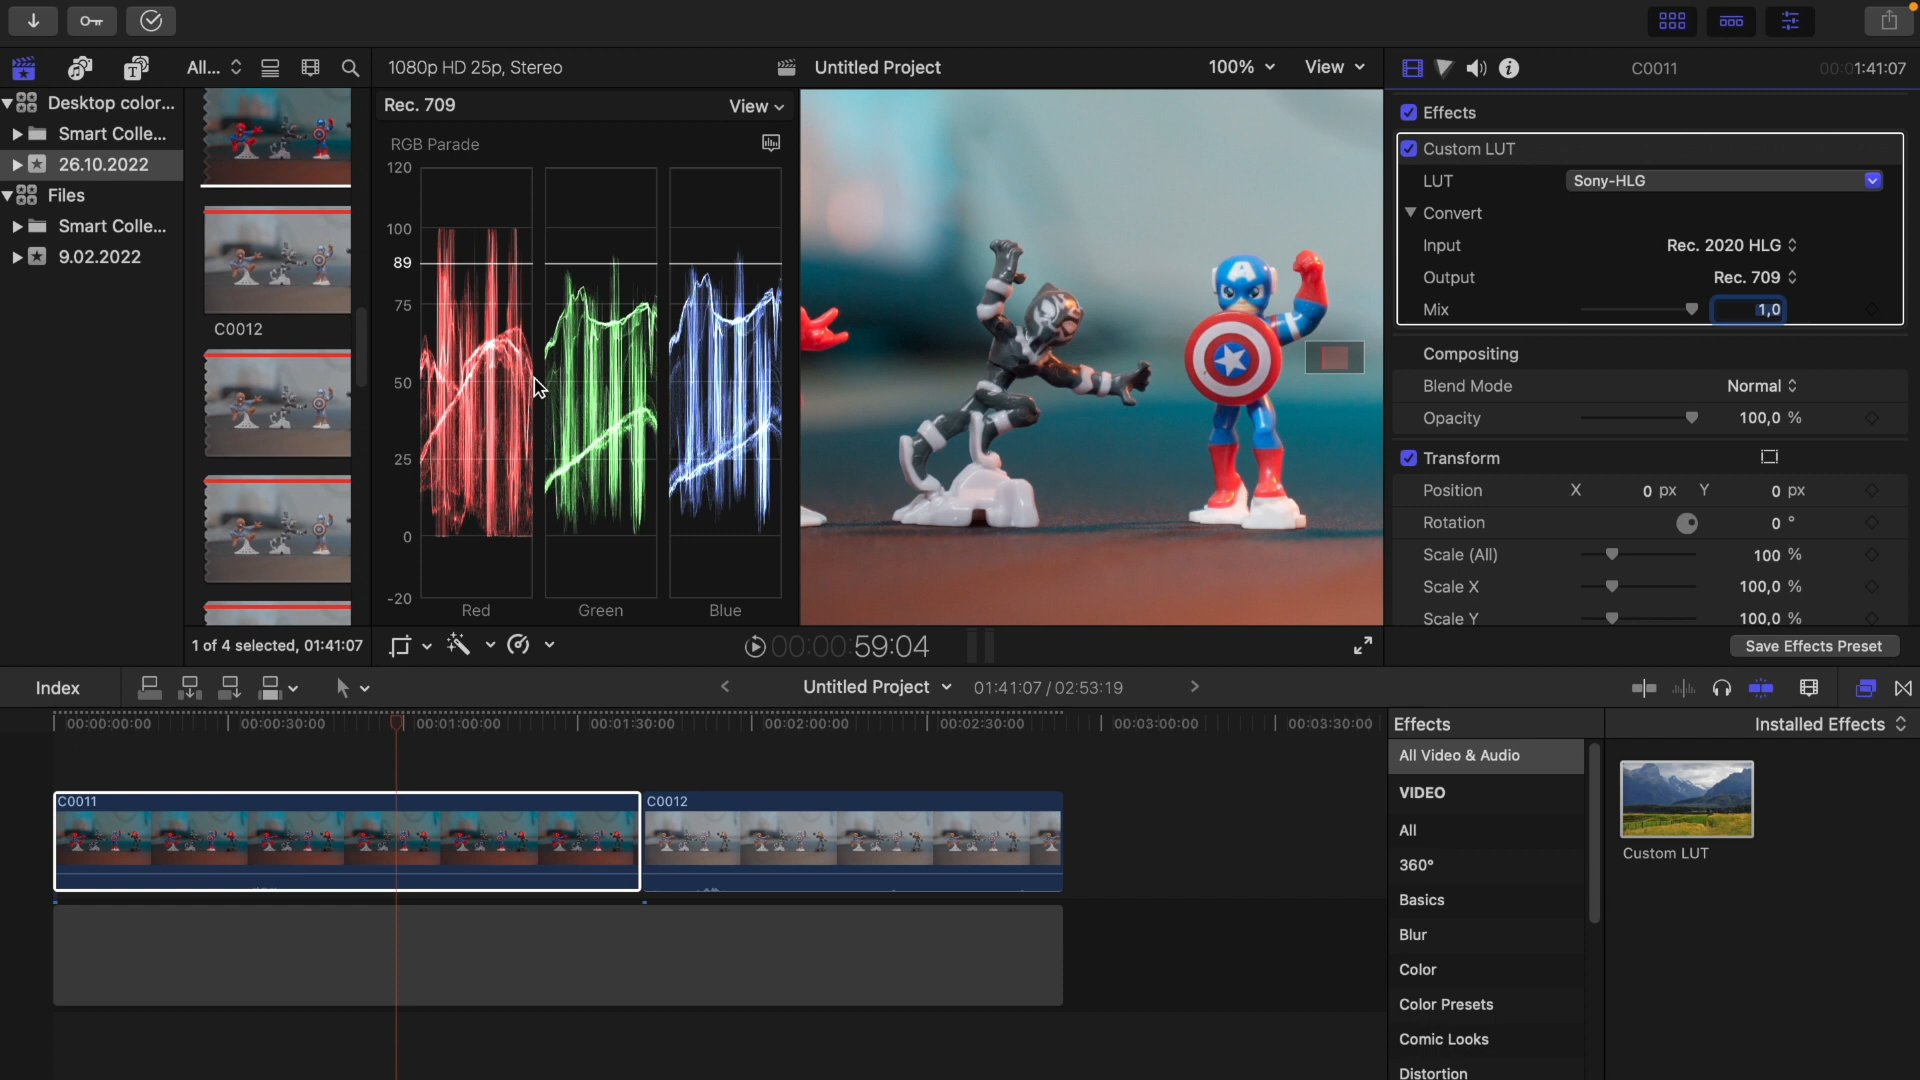 All...
1080p HD 25p, Stereo
Untitled Project
100%
View
C0011
00:01:41:07
Desktop color...
Smart Colle...
26.10.2022
Files
Smart Colle...
9.02.2022
C0012
1 of 4 selected, 01:41:07
Rec. 709
View
RGB Parade
120
100
89
75
50
25
0
-20
Red
Green
Blue
00:00:00:59:04
Effects
Custom LUT
LUT
Sony-HLG
Convert
Input
Rec. 2020 HLG
Output
Rec. 709
Mix
1,0
Compositing
Blend Mode
Normal
Opacity
100,0 %
Transform
Position
X
0 px
Y
0 px
Rotation
0 °
Scale (All)
100 %
Scale X
100,0 %
Scale Y
100,0 %
Save Effects Preset
Index
Untitled Project
01:41:07 / 02:53:19
00:00:00:00
00:00:30:00
00:01:00:00
00:01:30:00
00:02:00:00
00:02:30:00
00:03:00:00
00:03:30:00
C0011
C0012
Effects
Installed Effects
All Video & Audio
VIDEO
All
360°
Basics
Blur
Color
Color Presets
Comic Looks
Distortion
Custom LUT